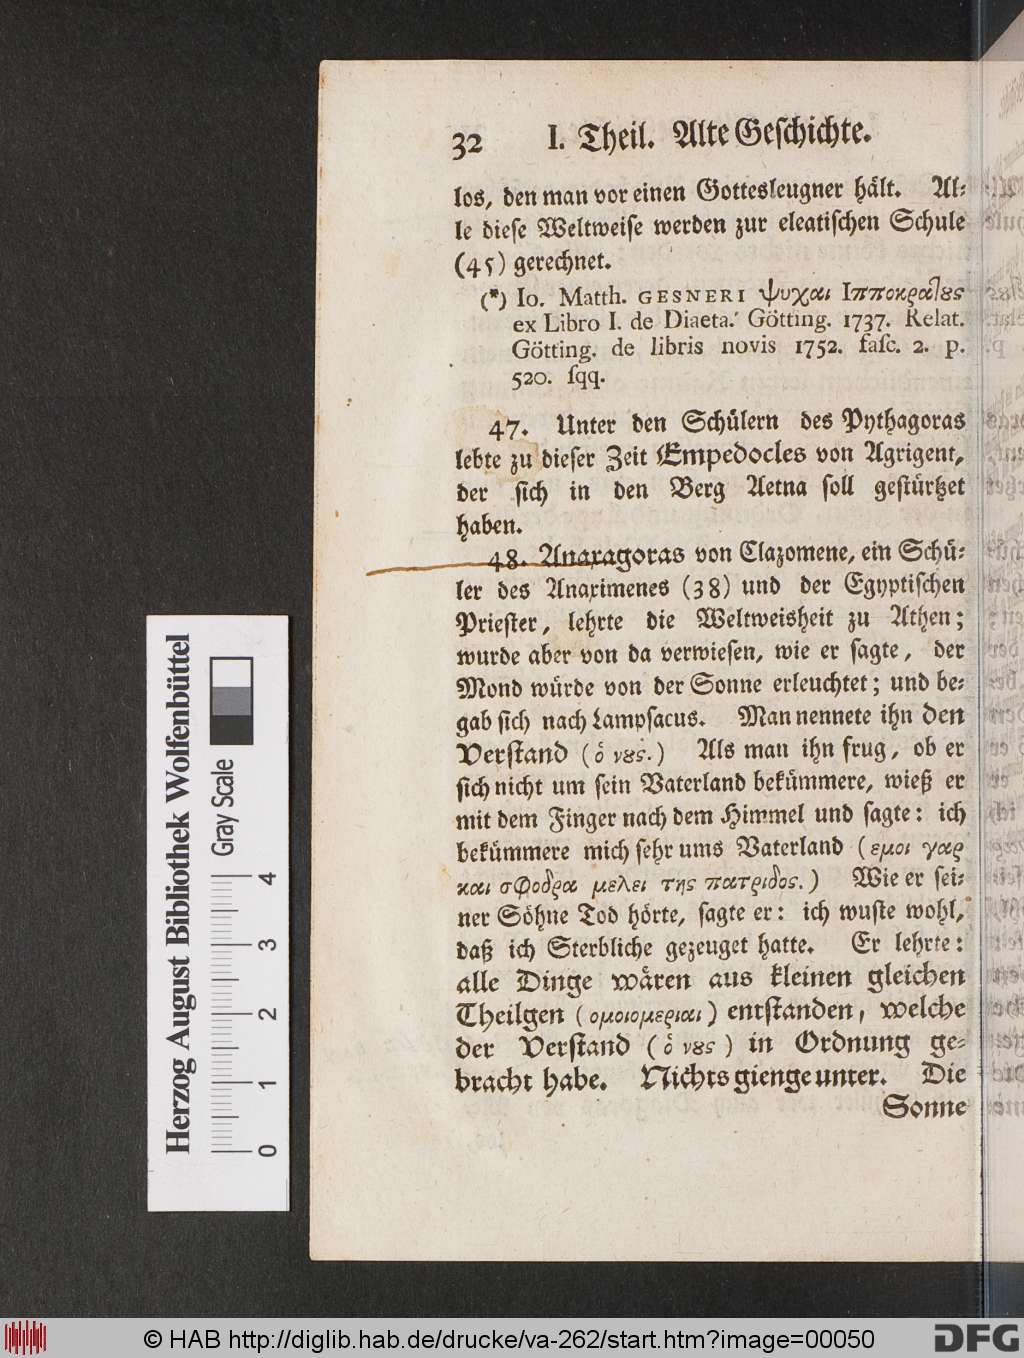 32 I. Theil. Alte Geschichte.
los, den man vor einen Gottesleugner hält. Al-
le diese Weltweise werden zur eleatischen Schule
(45) gerechnet.
(*) Io. Matth. GESNERI ψυχαι Ιπποκρατȣς
ex Libro I. de Diaeta. Götting. 1737. Relat.
Götting. de libris novis 1752. fasc. 2. p.
520. sqq.
47. Unter den Schülern des Pythagoras
lebte zu dieser Zeit Empedocles von Agrigent,
der sich in den Berg Aetna soll gestürtzet
haben.
48. Anaxagoras von Clazomene, ein Schü-
ler des Anaximenes (38) und der Egyptischen
Priester, lehrte die Weltweisheit zu Athen;
wurde aber von da verwiesen, wie er sagte, der
Mond würde von der Sonne erleuchtet; und be-
gab sich nach Lampsacus. Man nennete ihn den
Verstand (ὁ νȣς.) Als man ihn frug, ob er
sich nicht um sein Vaterland bekümmere, wieß er
mit dem Finger nach dem Himmel und sagte: ich
bekümmere mich sehr ums Vaterland (εμοι γαρ
και σφοδρα μελει της πατριδος.) Wie er sei-
ner Söhne Tod hörte, sagte er: ich wuste wohl,
daß ich Sterbliche gezeuget hatte. Er lehrte:
alle Dinge wären aus kleinen gleichen
Theilgen (ομοιομεριαι) entstanden, welche
der Verstand (ὁ νȣς) in Ordnung ge-
bracht habe. Nichts gienge unter. Die
Sonne
Herzog August Bibliothek Wolfenbüttel
Gray Scale
0 1 2 3 4
© HAB http://diglib.hab.de/drucke/va-262/start.htm?image=00050
DFG